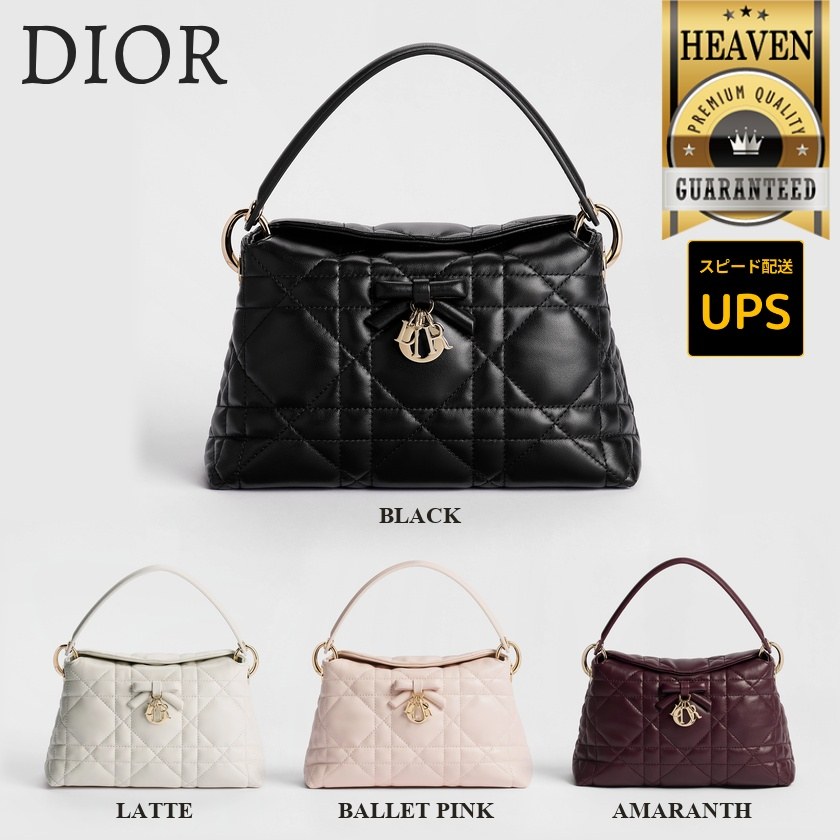 DIOR
HEAVEN
PREMIUM QUALITY
GUARANTEED
スピード配送
UPS
BLACK
LATTE
BALLET PINK
AMARANTH